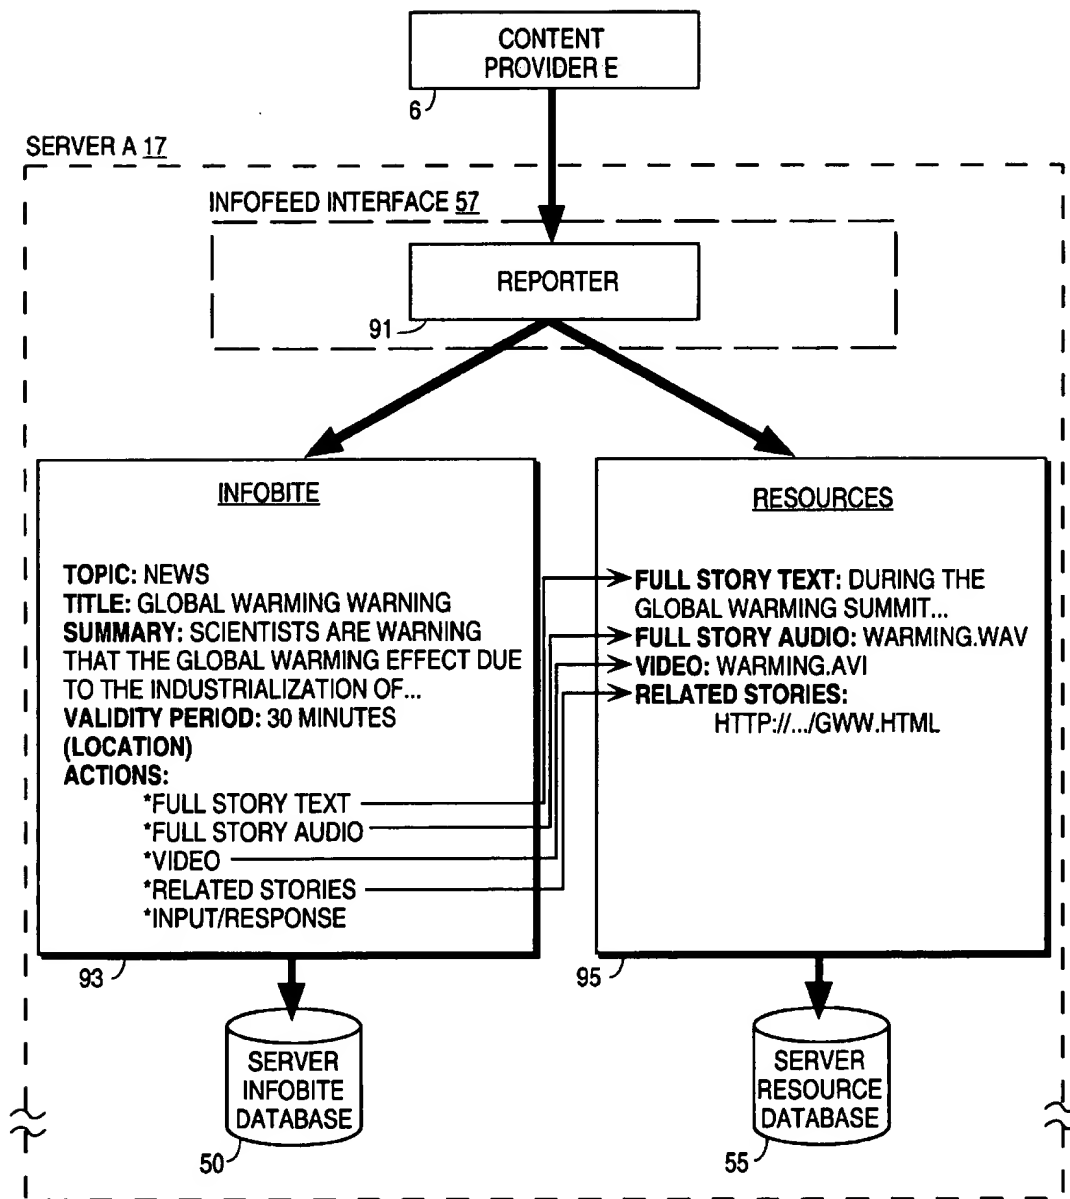 CONTENT
PROVIDER E
6
SERVER A 17
INFOFEED INTERFACE 57
REPORTER
91
INFOBITE
TOPIC: NEWS
TITLE: GLOBAL WARMING WARNING
SUMMARY: SCIENTISTS ARE WARNING
THAT THE GLOBAL WARMING EFFECT DUE
TO THE INDUSTRIALIZATION OF...
VALIDITY PERIOD: 30 MINUTES
(LOCATION)
ACTIONS:
*FULL STORY TEXT
*FULL STORY AUDIO
*VIDEO
*RELATED STORIES
*INPUT/RESPONSE
93
RESOURCES
FULL STORY TEXT: DURING THE
GLOBAL WARMING SUMMIT...
FULL STORY AUDIO: WARMING.WAV
VIDEO: WARMING.AVI
RELATED STORIES:
HTTP://.../GWW.HTML
95
SERVER
INFOBITE
DATABASE
50
SERVER
RESOURCE
DATABASE
55